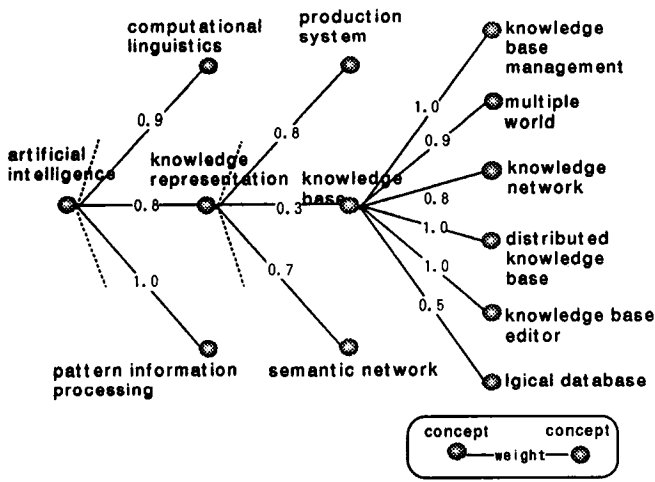 computational
linguistics
production
system
knowledge
base
management
1.0
0.9
multiple
world
0.9
0.8
artificial
intelligence
knowledge
representation
knowledge
base
knowledge
network
0.8
0.8
0.3
1.0
distributed
knowledge
base
1.0
0.7
1.0
0.5
knowledge base
editor
pattern information
processing
semantic network
lgical database
concept
concept
weight